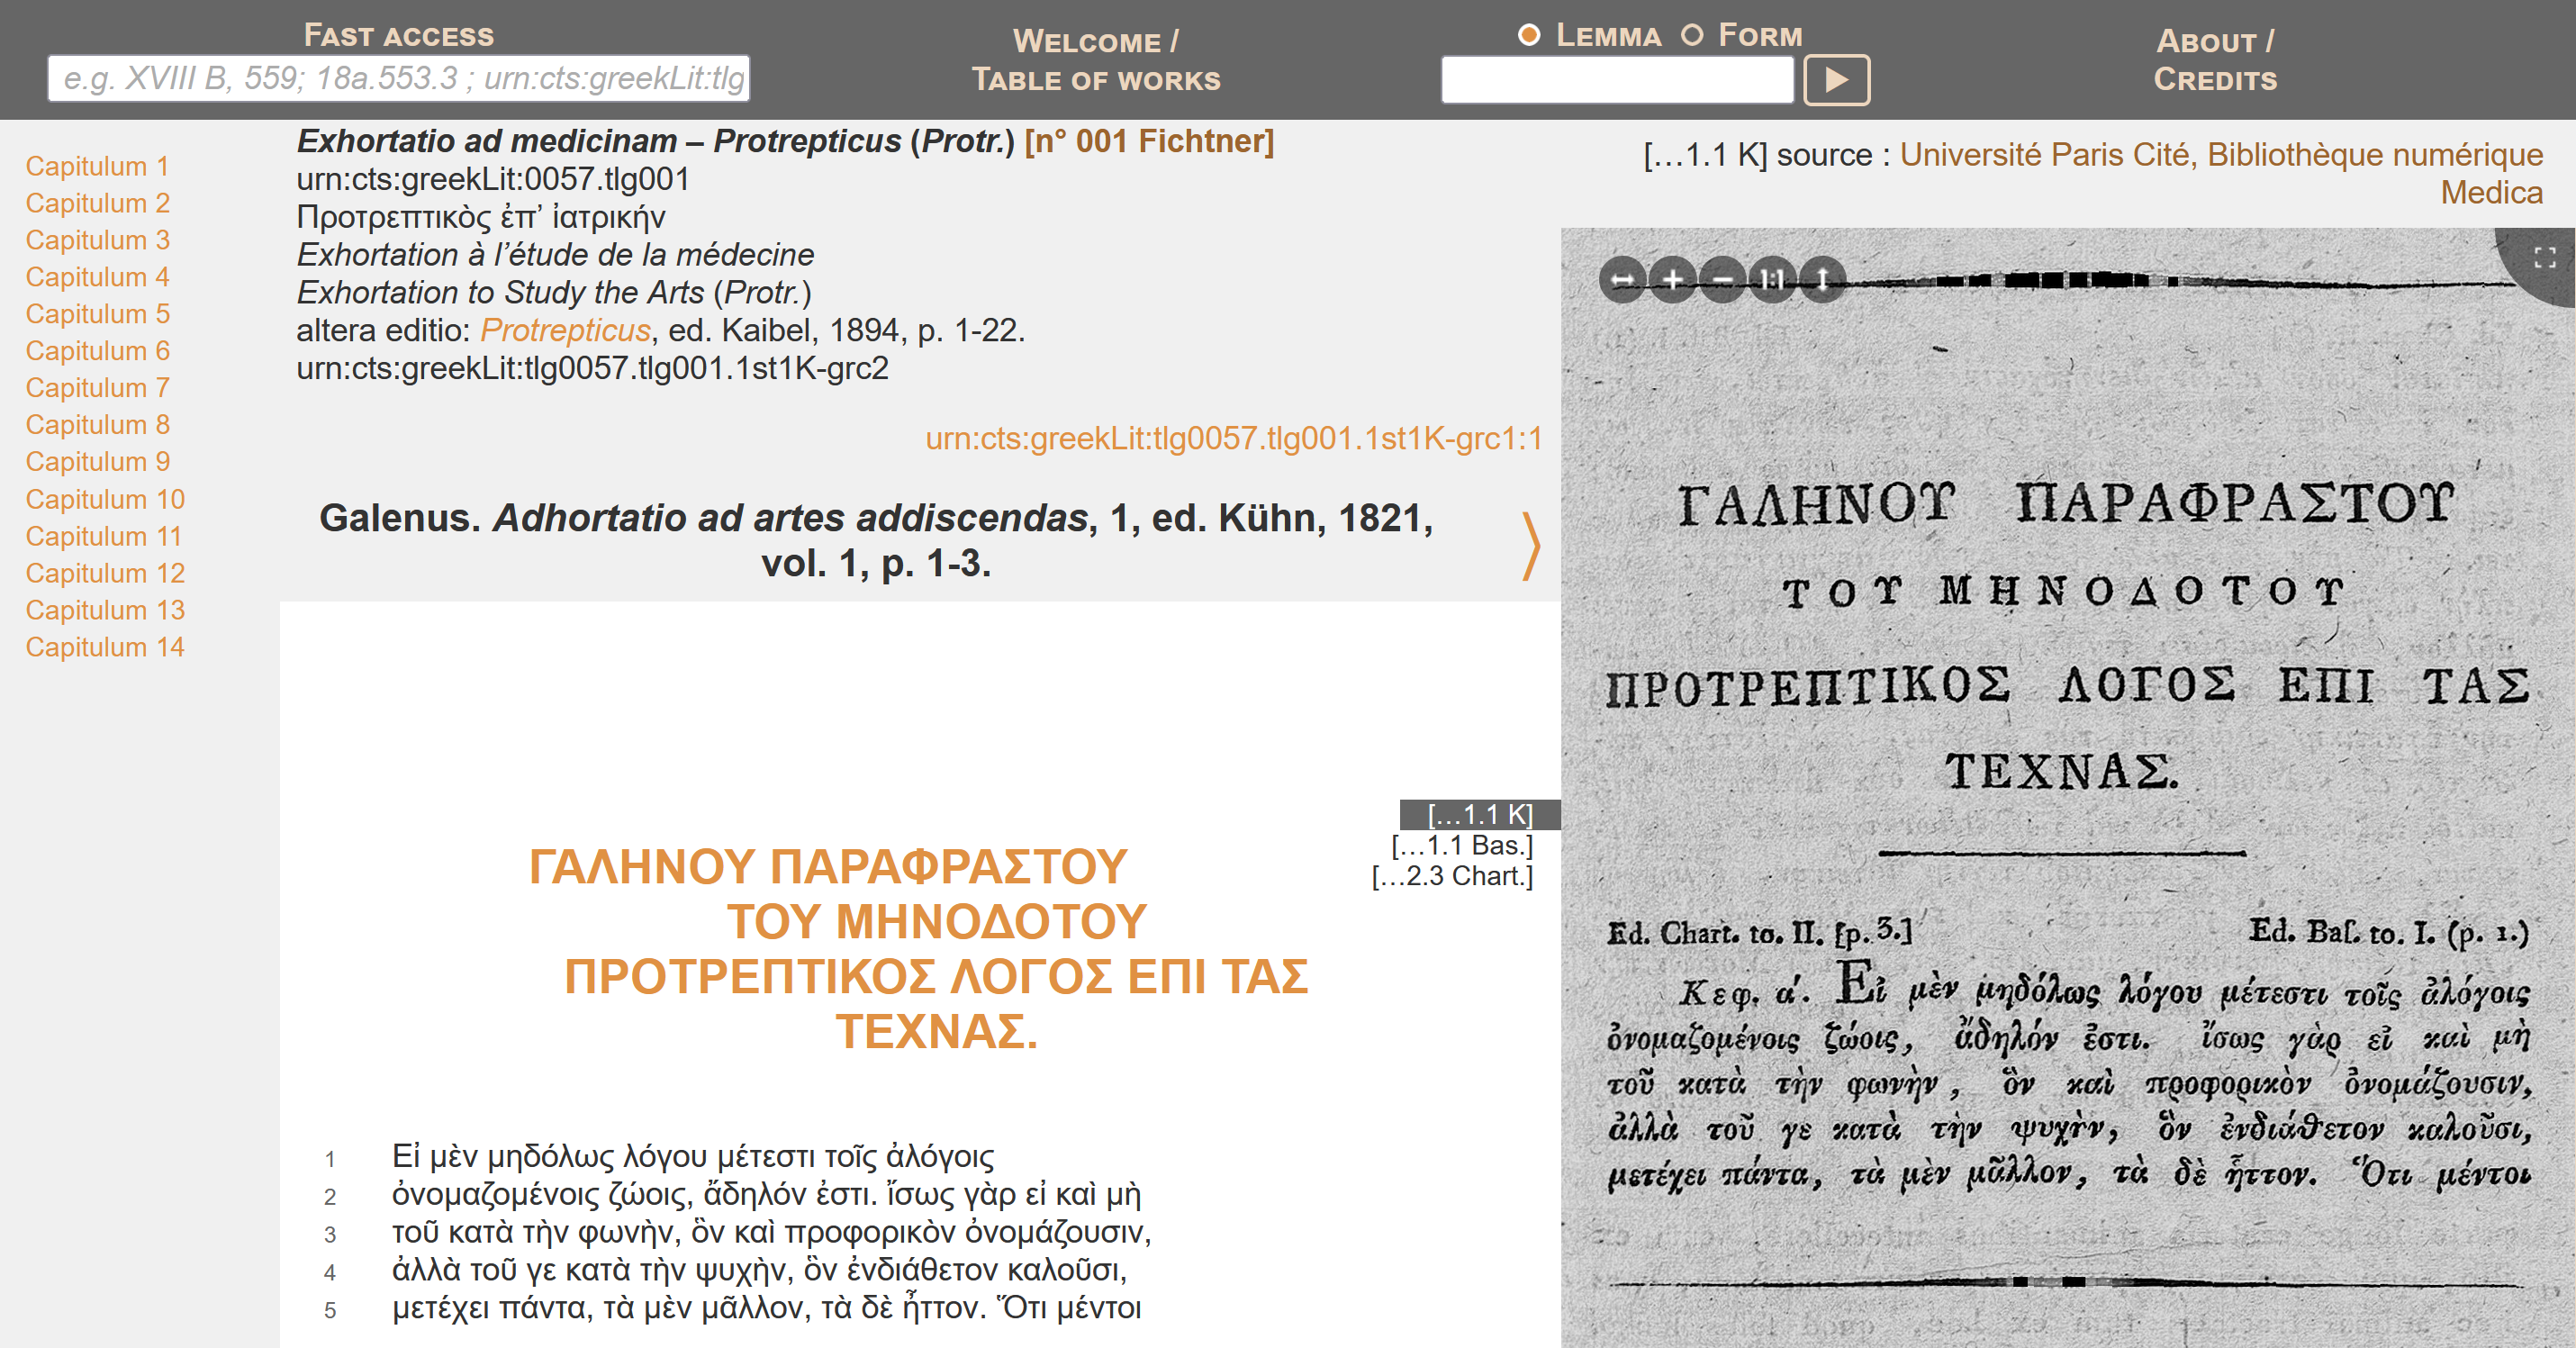 Fast access
e.g. XVIII B, 559; 18a.553.3 ; urn:cts:greekLit:tlg
Welcome /
Table of works
Lemma Form
About /
Credits
Capitulum 1
Capitulum 2
Capitulum 3
Capitulum 4
Capitulum 5
Capitulum 6
Capitulum 7
Capitulum 8
Capitulum 9
Capitulum 10
Capitulum 11
Capitulum 12
Capitulum 13
Capitulum 14
Exhortatio ad medicinam – Protrepticus (Protr.) [n° 001 Fichtner]
urn:cts:greekLit:0057.tlg001
Προτρεπτικὸς ἐπ’ ἰατρικήν
Exhortation à l’étude de la médecine
Exhortation to Study the Arts (Protr.)
altera editio: Protrepticus, ed. Kaibel, 1894, p. 1-22.
urn:cts:greekLit:tlg0057.tlg001.1st1K-grc2
urn:cts:greekLit:tlg0057.tlg001.1st1K-grc1:1
Galenus. Adhortatio ad artes addiscendas, 1, ed. Kühn, 1821,
vol. 1, p. 1-3.
[…1.1 K]
[…1.1 Bas.]
[…2.3 Chart.]
ΓΑΛΗΝΟΥ ΠΑΡΑΦΡΑΣΤΟΥ
ΤΟΥ ΜΗΝΟΔΟΤΟΥ
ΠΡΟΤΡΕΠΤΙΚΟΣ ΛΟΓΟΣ ΕΠΙ ΤΑΣ
ΤΕΧΝΑΣ.
1 Εἰ μὲν μηδόλως λόγου μέτεστι τοῖς ἀλόγοις
2 ὀνομαζομένοις ζώοις, ἄδηλόν ἐστι. ἴσως γὰρ εἰ καὶ μὴ
3 τοῦ κατὰ τὴν φωνὴν, ὃν καὶ προφορικὸν ὀνομάζουσιν,
4 ἀλλὰ τοῦ γε κατὰ τὴν ψυχὴν, ὃν ἐνδιάθετον καλοῦσι,
5 μετέχει πάντα, τὰ μὲν μᾶλλον, τὰ δὲ ἧττον. Ὅτι μέντοι
[…1.1 K] source : Université Paris Cité, Bibliothèque numérique
Medica
1:1
ΓΑΛΗΝΟΥ ΠΑΡΑΦΡΑΣΤΟΥ
ΤΟΥ ΜΗΝΟΔΟΤΟΥ
ΠΡΟΤΡΕΠΤΙΚΟΣ ΛΟΓΟΣ ΕΠΙ ΤΑΣ
ΤΕΧΝΑΣ.
Ed. Chart. to. II. [p. 3.] Ed. Baſ. to. I. (p. 1.)
Κεφ. α΄. Εἰ μὲν μηδόλως λόγου μέτεστι τοῖς ἀλόγοις
ὀνομαζομένοις ζώοις, ἄδηλόν ἐστι. ἴσως γὰρ εἰ καὶ μὴ
τοῦ κατὰ τὴν φωνὴν, ὃν καὶ προφορικὸν ὀνομάζουσιν,
ἀλλὰ τοῦ γε κατὰ τὴν ψυχὴν, ὃν ἐνδιάθετον καλοῦσι,
μετέχει πάντα, τὰ μὲν μᾶλλον, τὰ δὲ ἧττον. Ὅτι μέντοι